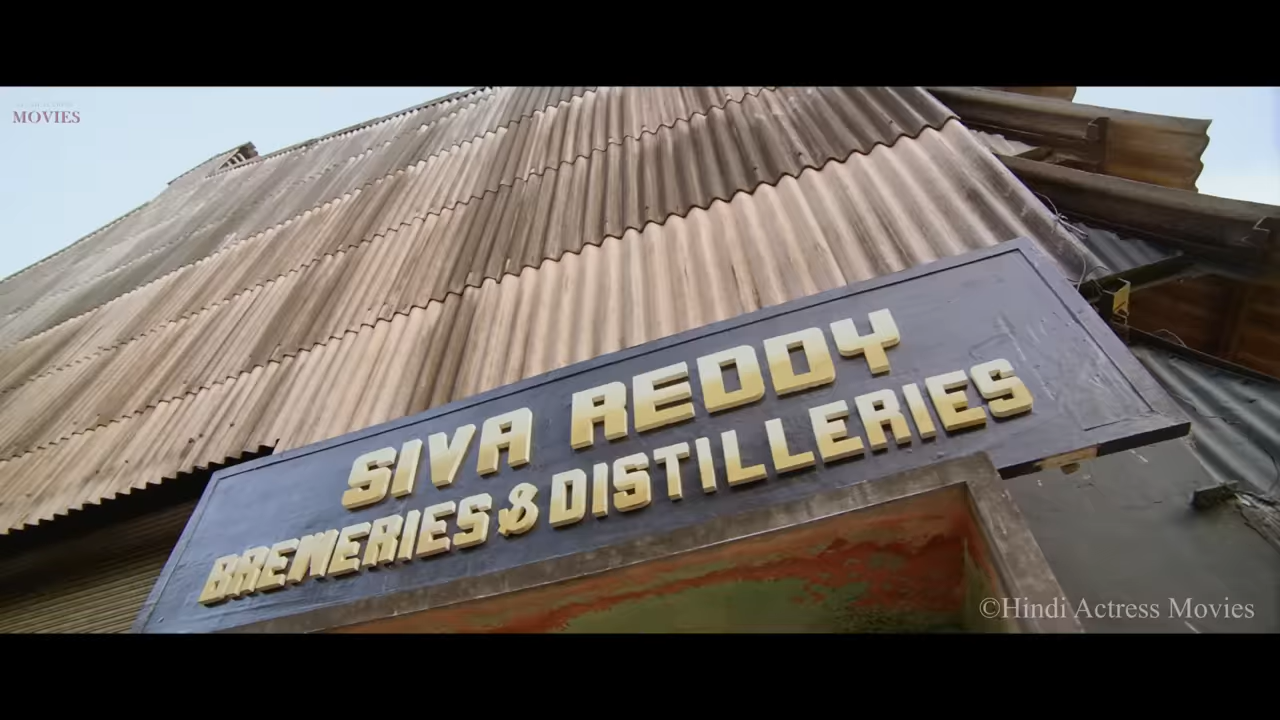 MOVIES
SIVA REDDY
BREWERIES & DISTILLERIES
©Hindi Actress Movies